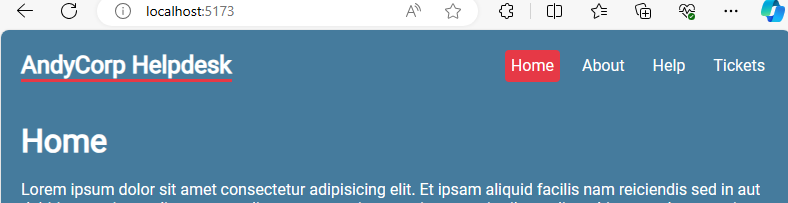 localhost:5173
AndyCorp Helpdesk
Home
About
Help
Tickets
Home
Lorem ipsum dolor sit amet consectetur adipisicing elit. Et ipsam aliquid facilis nam reiciendis sed in aut